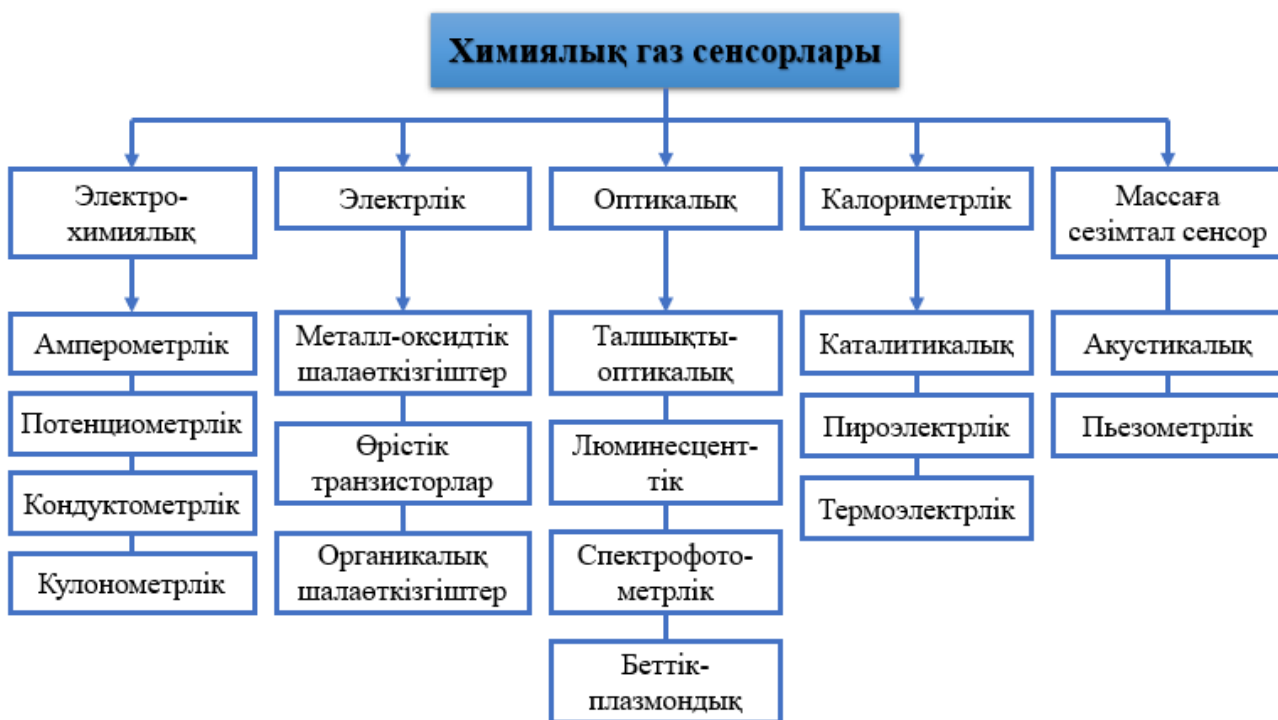 Химиялық газ сенсорлары
Электро-
химиялық
Электрлік
Оптикалық
Калориметрлік
Массаға
сезімтал сенсор
Амперометрлік
Потенциометрлік
Кондуктометрлік
Кулонометрлік
Металл-оксидтік
шалаөткізгіштер
Өрістік
транзисторлар
Органикалық
шалаөткізгіштер
Талшықты-
оптикалық
Люминесцент-
тік
Спектрофото-
метрлік
Беттік-
плазмондық
Каталитикалық
Пироэлектрлік
Термоэлектрлік
Акустикалық
Пьезометрлік